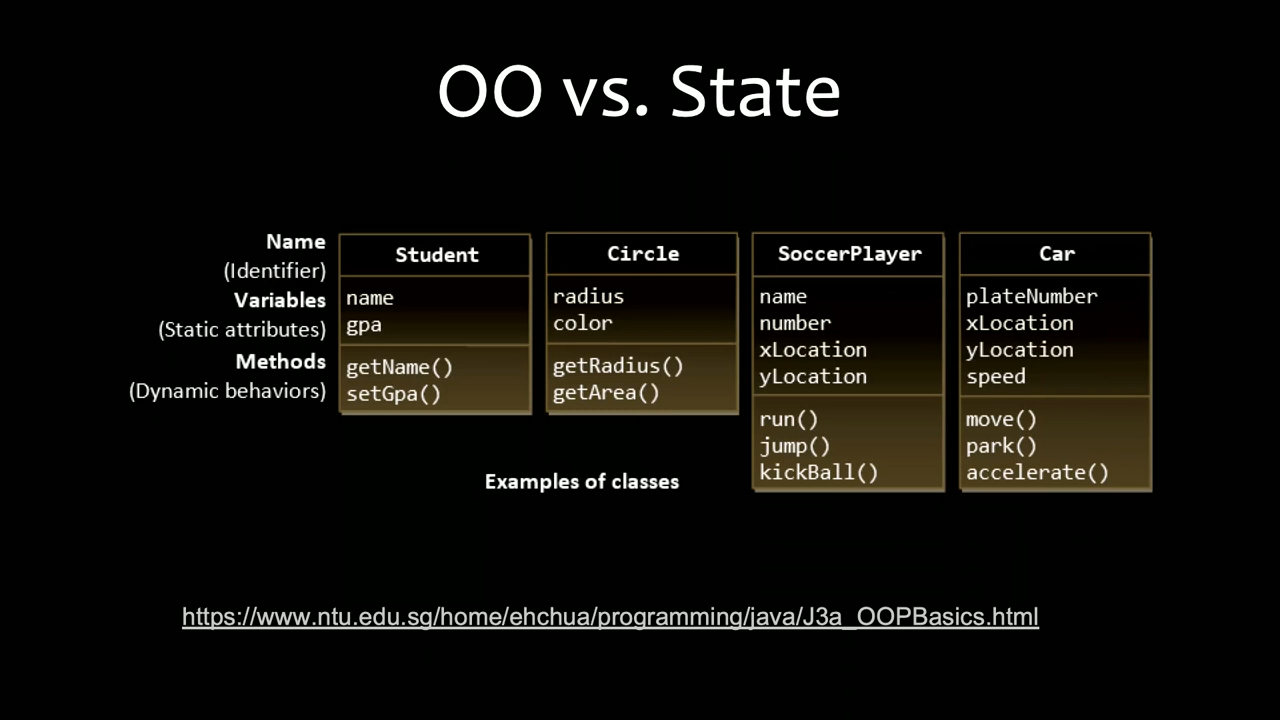 OO vs. State
Name
(Identifier)
Variables
(Static attributes)
Methods
(Dynamic behaviors)
Student
name
gpa
getName()
setGpa()
Circle
radius
color
getRadius()
getArea()
SoccerPlayer
name
number
xLocation
yLocation
run()
jump()
kickBall()
Car
plateNumber
xLocation
yLocation
speed
move()
park()
accelerate()
Examples of classes
https://www.ntu.edu.sg/home/ehchua/programming/java/J3a_OOPBasics.html